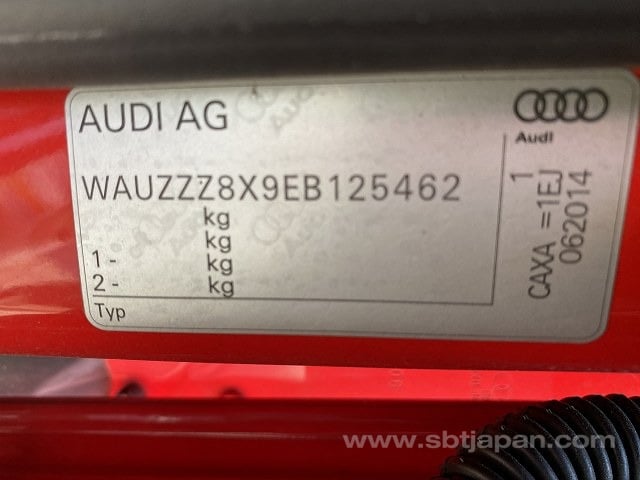 AUDI AG
Audi
WAUZZZ8X9EB125462
kg
kg
1 - kg
2 - kg
Typ
1
CAXA =1EJ
062014
www.sbtjapan.com